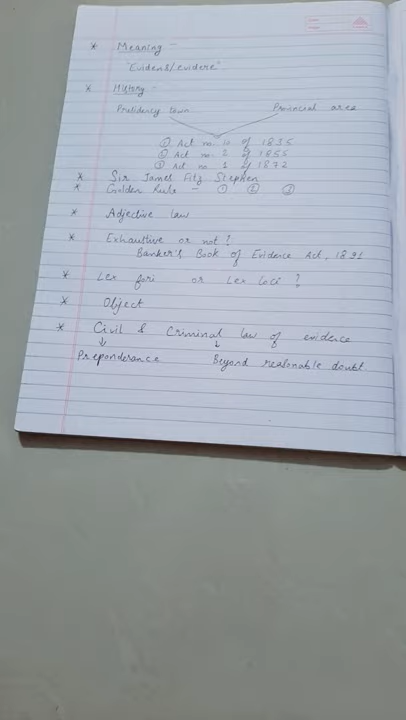 * Meaning -
"Evidens/evidere"
* History -
Presidency town Provincial area
① Act no. 10 of 1835
② Act no. 2 of 1855
③ Act no. 1 of 1872
* Sir James Fitz Stephen
* Golden Rule - ① ② ③
* Adjective law
* Exhaustive or not?
Banker's Book of Evidence Act, 1891
* Lex fori or Lex loci ?
* Object
* Civil & Criminal law of evidence
↓ ↓
Preponderance Beyond reasonable doubt